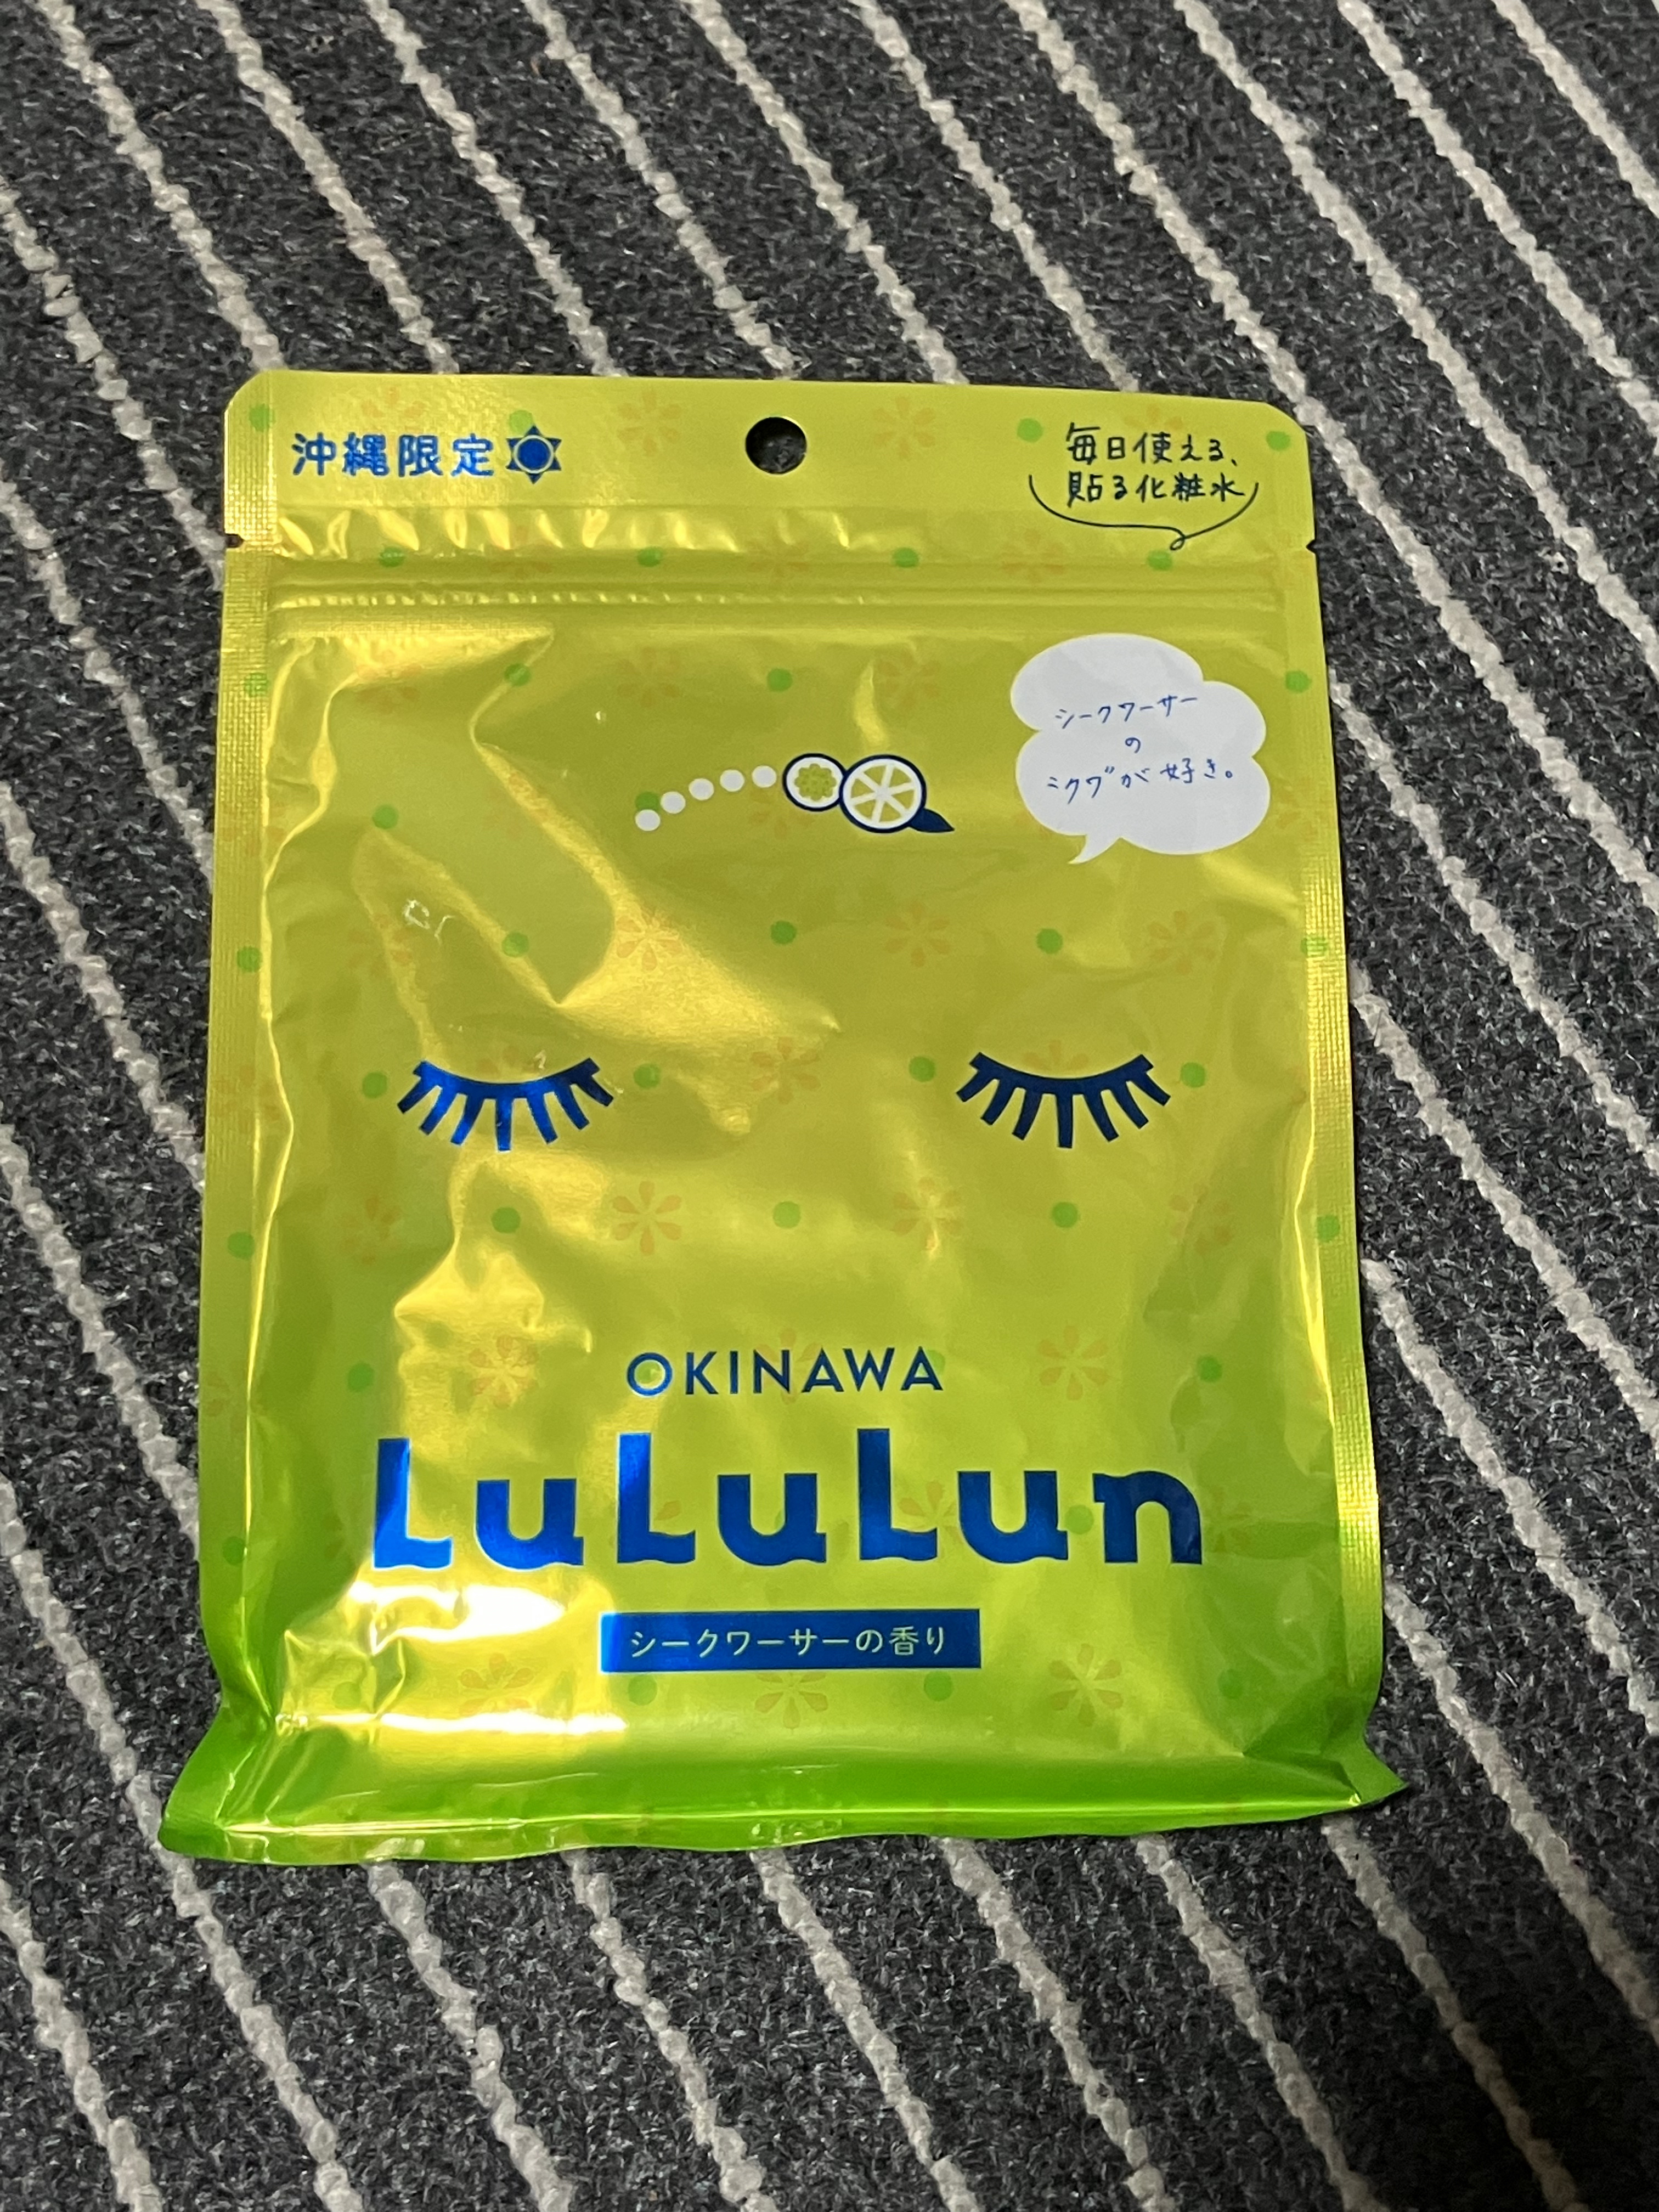 沖縄限定
毎日使える、
貼る化粧水
シークワーサー
の
ミクワ゛が好き。
OKINAWA
LuLuLun
シークワーサーの香り